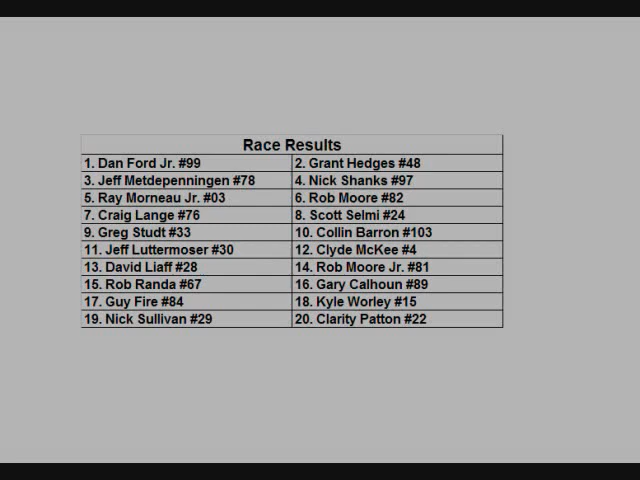 Race Results
1. Dan Ford Jr. #99 2. Grant Hedges #48
3. Jeff Metdepenningen #78 4. Nick Shanks #97
5. Ray Morneau Jr. #03 6. Rob Moore #82
7. Craig Lange #76 8. Scott Selmi #24
9. Greg Studt #33 10. Collin Barron #103
11. Jeff Luttermoser #30 12. Clyde McKee #4
13. David Liaff #28 14. Rob Moore Jr. #81
15. Rob Randa #67 16. Gary Calhoun #89
17. Guy Fire #84 18. Kyle Worley #15
19. Nick Sullivan #29 20. Clarity Patton #22